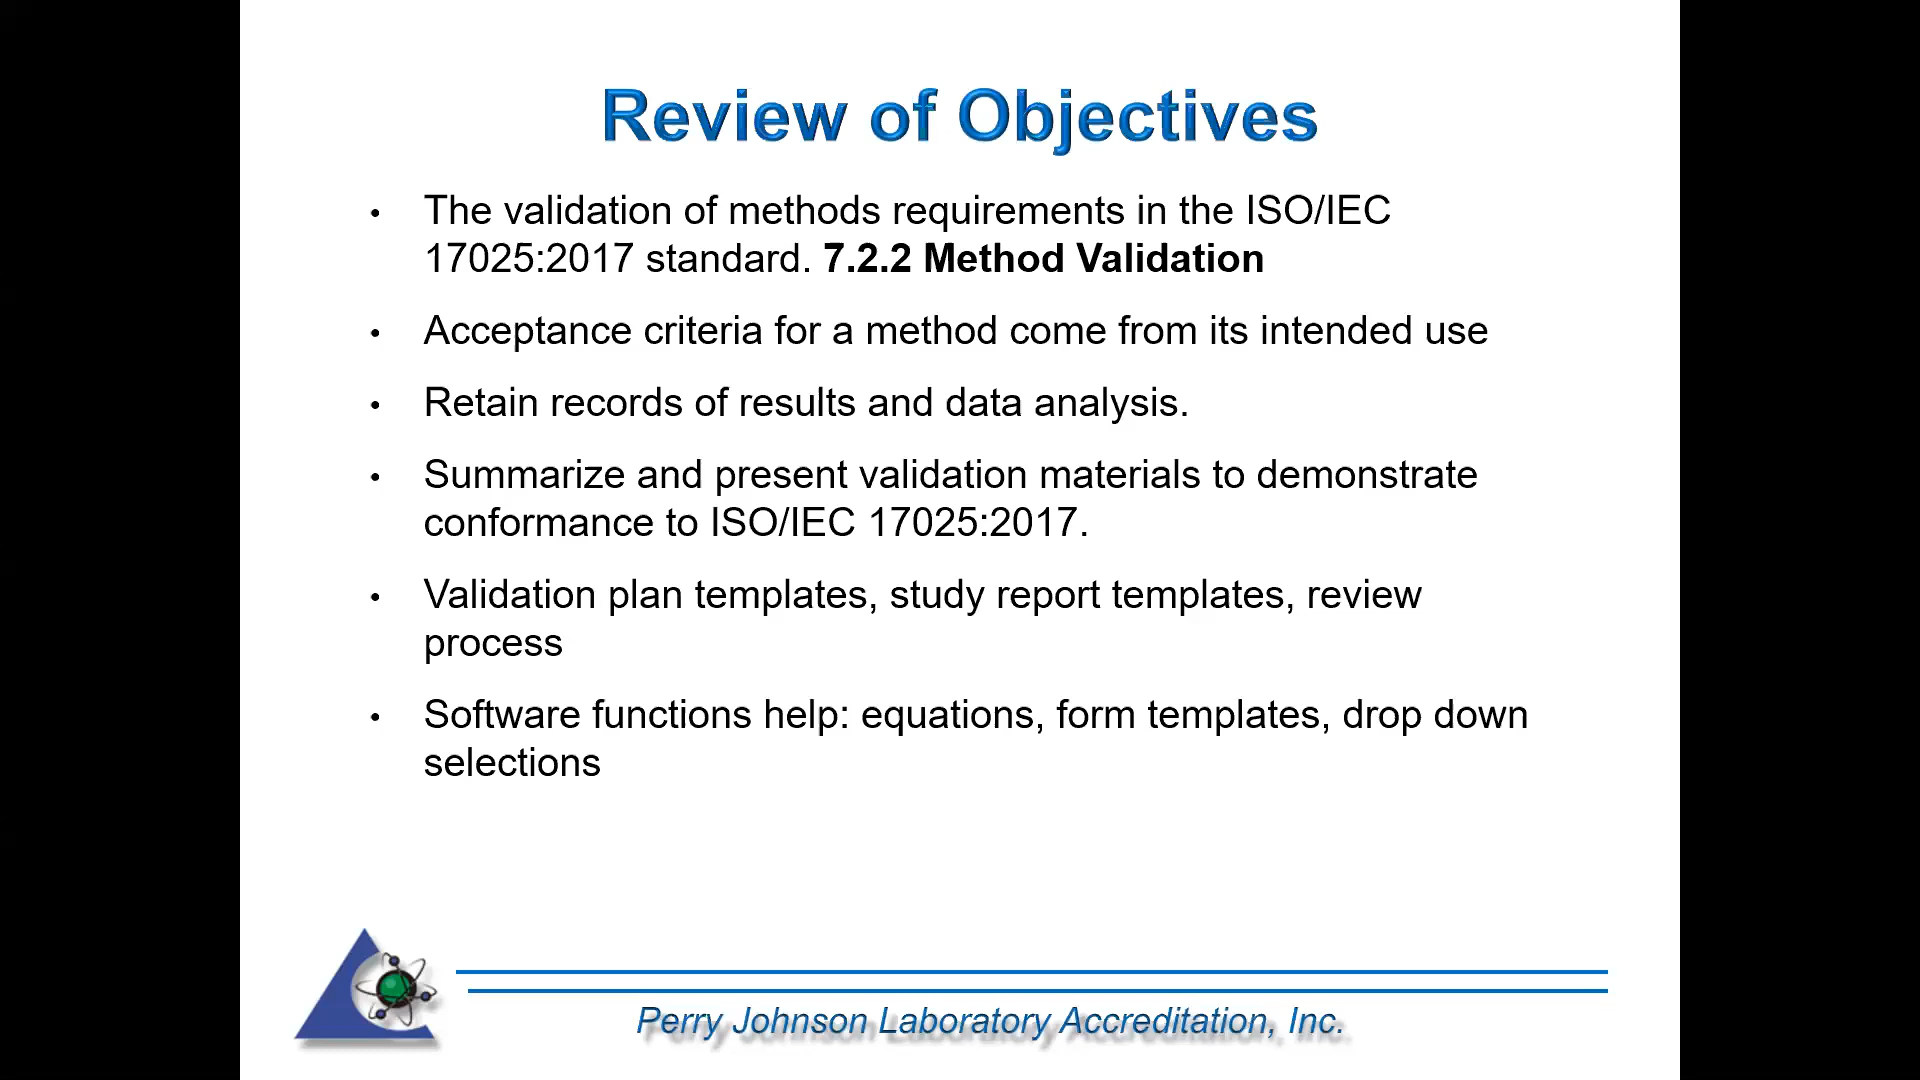 Review of Objectives
• The validation of methods requirements in the ISO/IEC
17025:2017 standard. 7.2.2 Method Validation
• Acceptance criteria for a method come from its intended use
• Retain records of results and data analysis.
• Summarize and present validation materials to demonstrate
conformance to ISO/IEC 17025:2017.
• Validation plan templates, study report templates, review
process
• Software functions help: equations, form templates, drop down
selections
Perry Johnson Laboratory Accreditation, Inc.